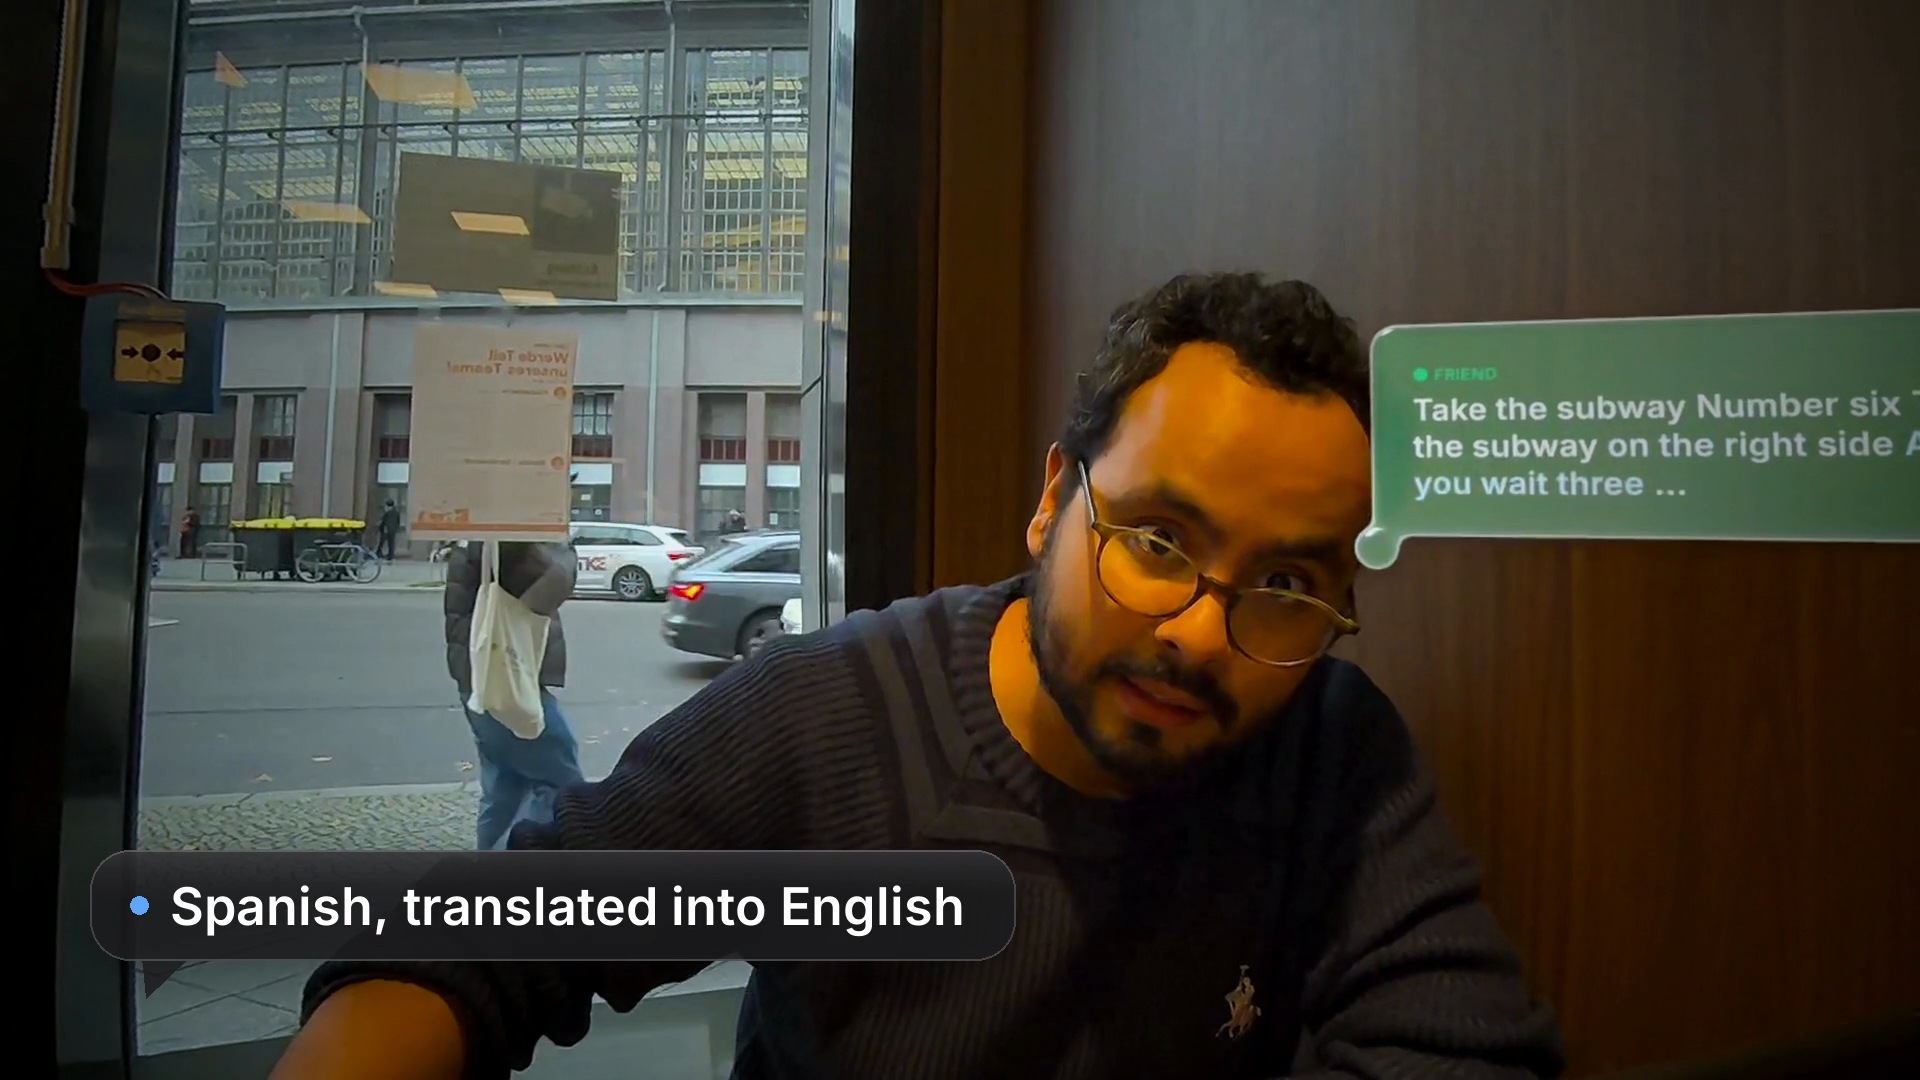 Werde Teil
unseres Teams!
FRIEND
Take the subway Number six
the subway on the right side A
you wait three ...
Spanish, translated into English